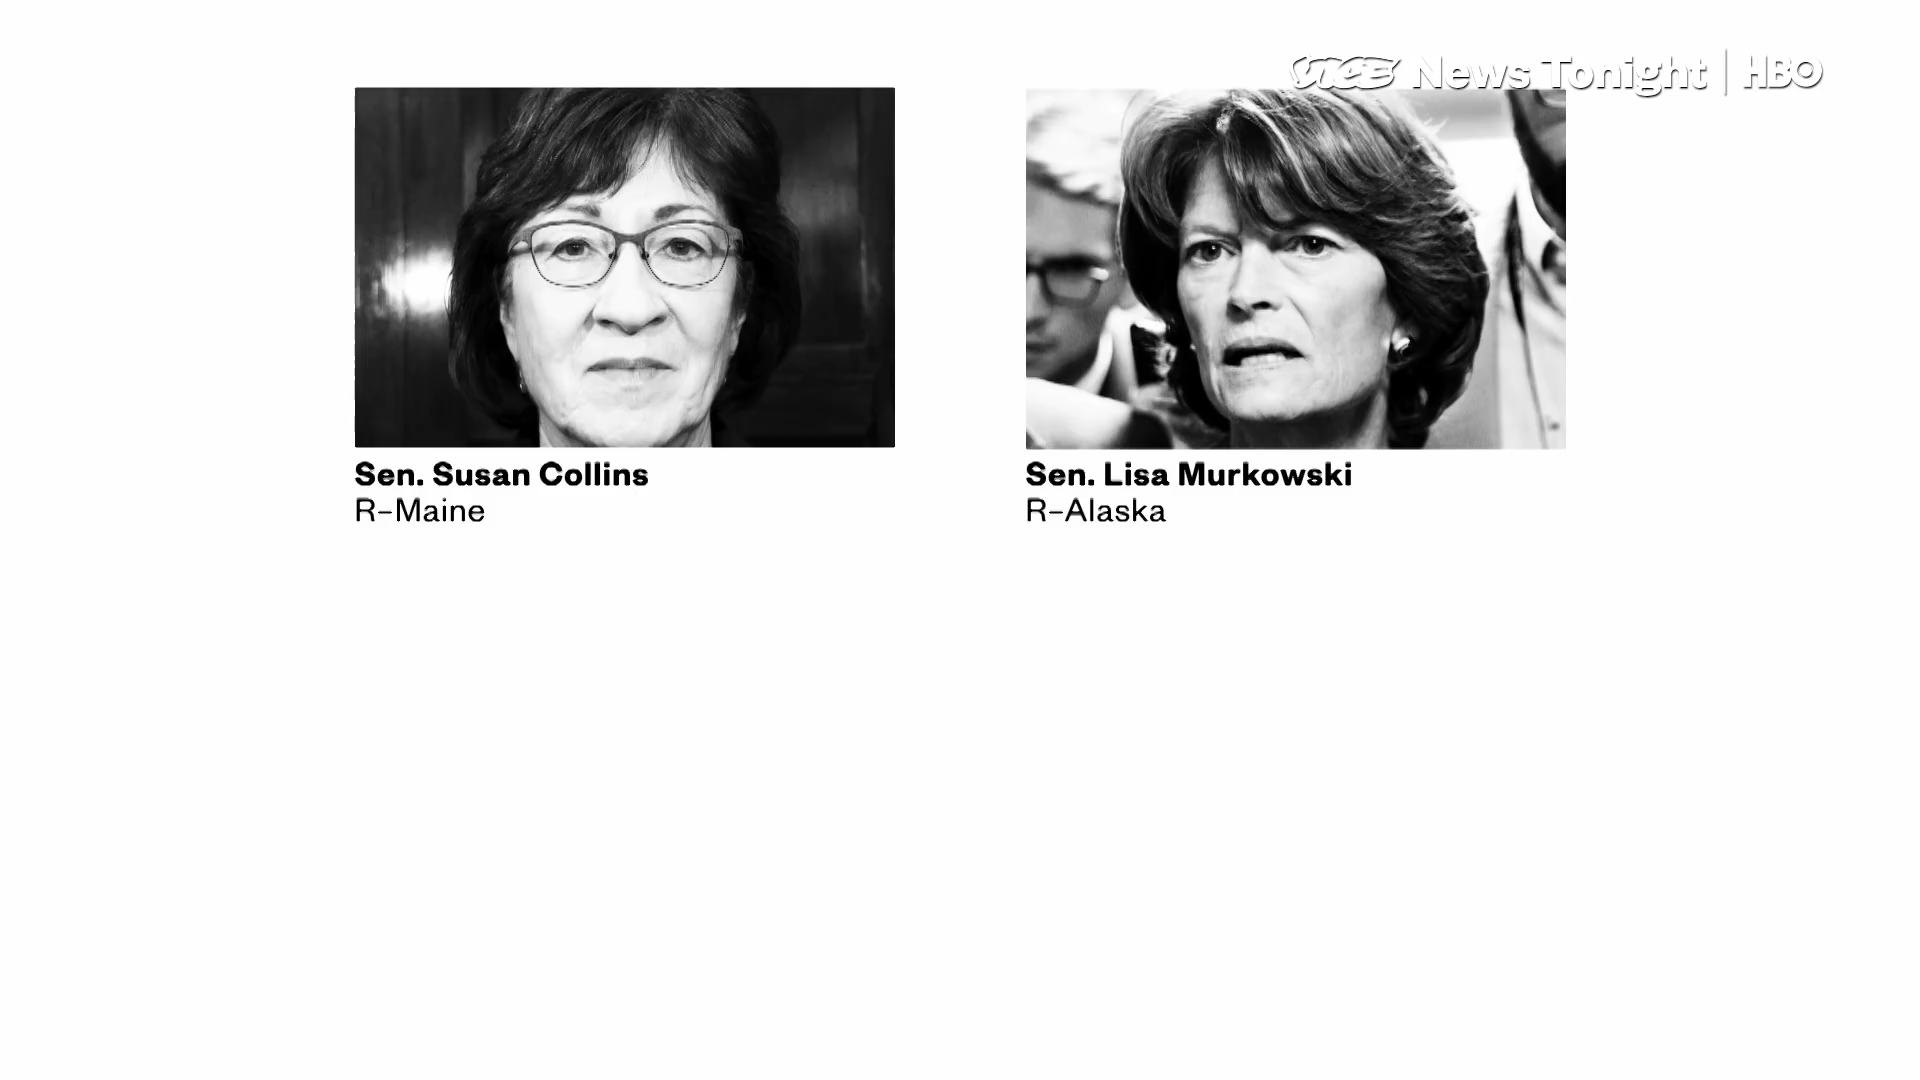 VICE News Tonight | HBO
Sen. Susan Collins
R–Maine
Sen. Lisa Murkowski
R–Alaska